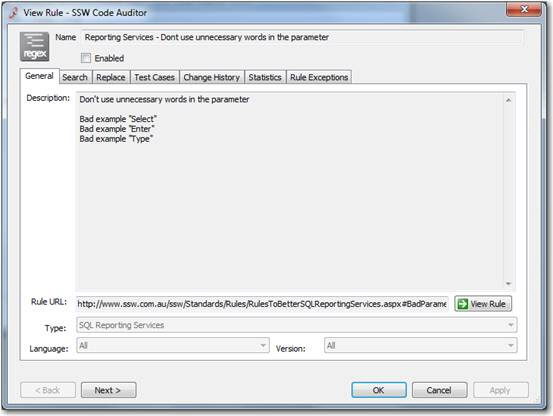 View Rule - SSW Code Auditor
regex
Name Reporting Services - Dont use unnecessary words in the parameter
Enabled
General Search Replace Test Cases Change History Statistics Rule Exceptions
Description: Don't use unnecessary words in the parameter
Bad example "Select"
Bad example "Enter"
Bad example "Type"
Rule URL: http://www.ssw.com.au/ssw/Standards/Rules/RulesToBetterSQLReportingServices.aspx#BadParame View Rule
Type: SQL Reporting Services
Language: All Version: All
< Back Next > OK Cancel Apply